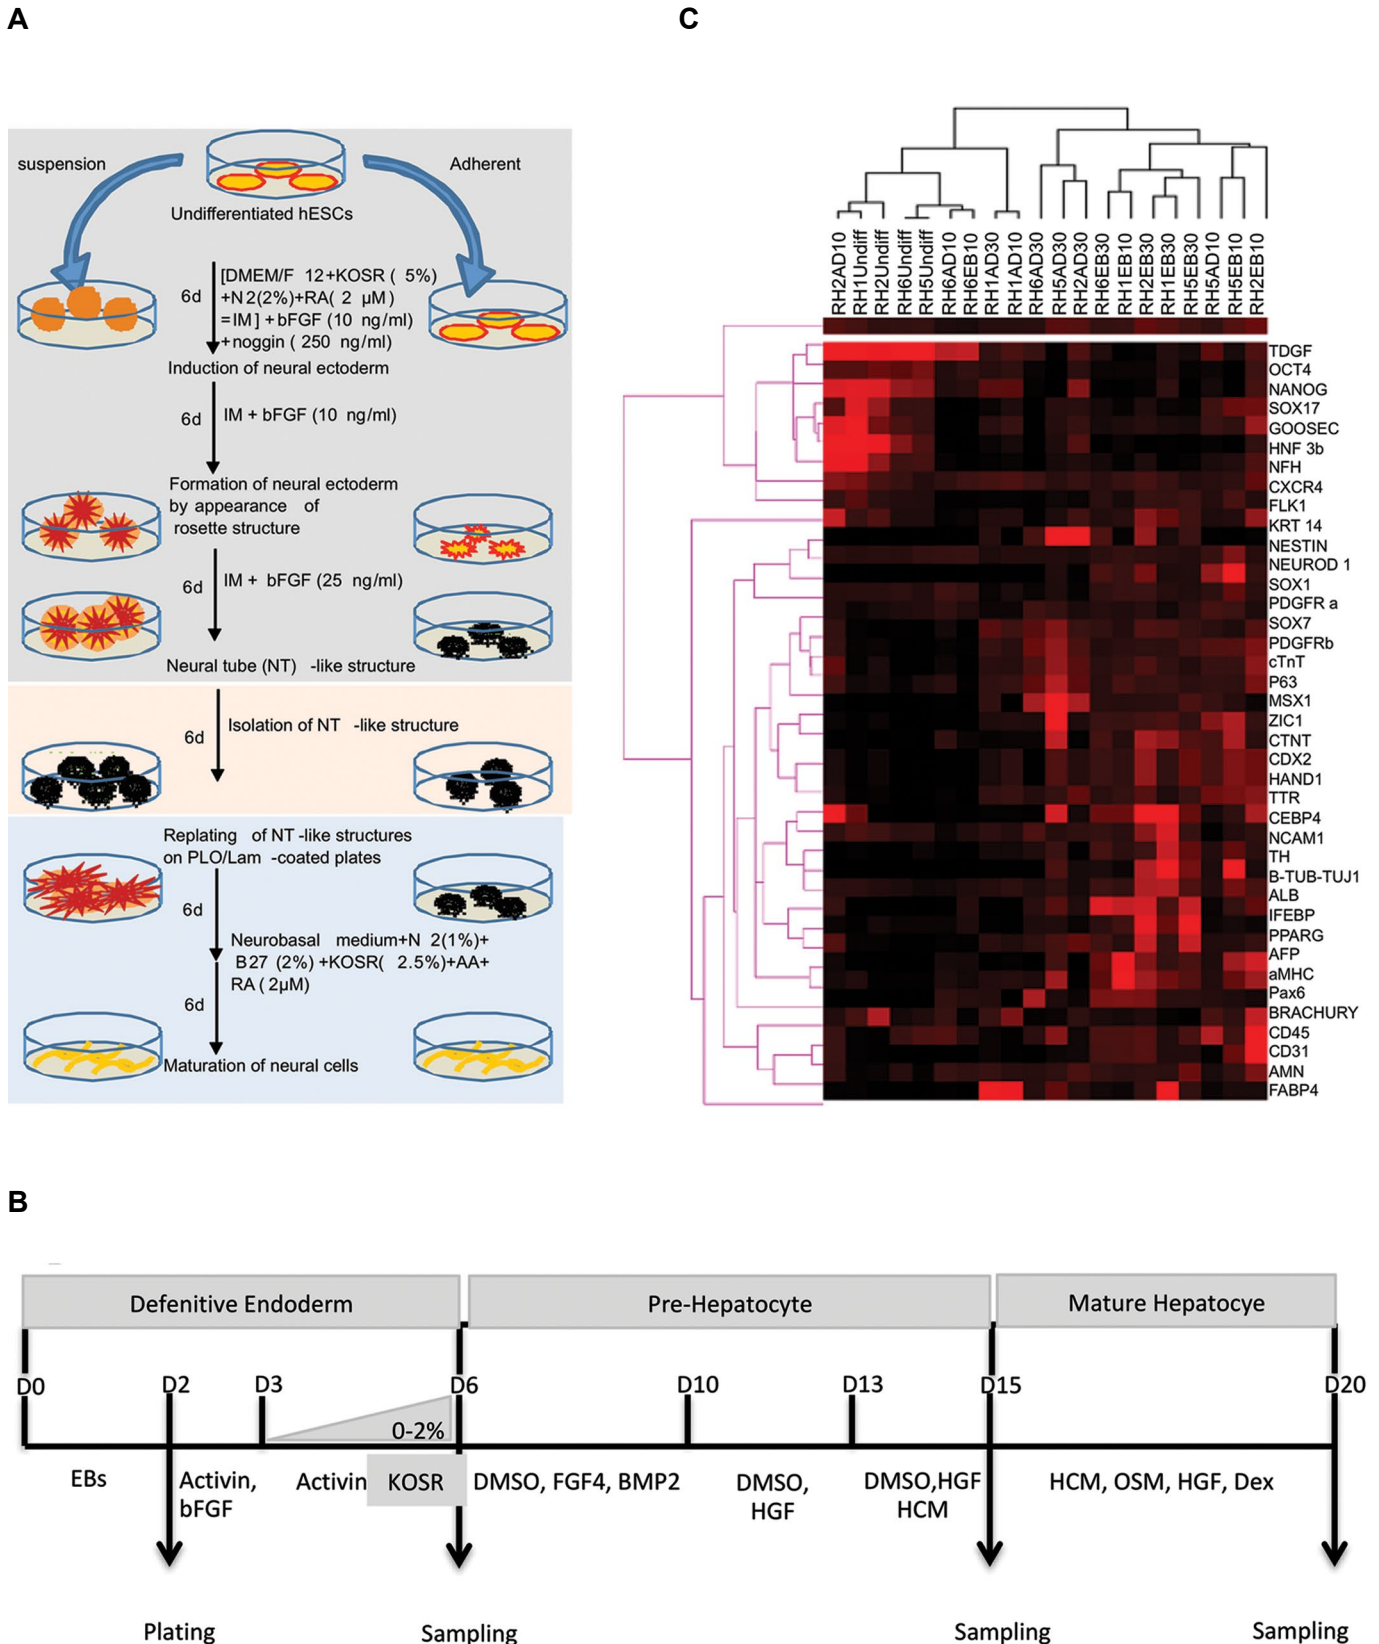 A
suspension
Adherent
Undifferentiated hESCs
6d
[DMEM/F 12+KOSR ( 5%)
+N2(2%)+RA( 2 µM )
=IM ] + bFGF (10 ng/ml)
+noggin ( 250 ng/ml)
Induction of neural ectoderm
6d
IM + bFGF (10 ng/ml)
Formation of neural ectoderm
by appearance of
rosette structure
6d
IM + bFGF (25 ng/ml)
Neural tube (NT) -like structure
6d
Isolation of NT -like structure
Replating of NT -like structures
on PLO/Lam -coated plates
6d
Neurobasal medium+N 2(1%)+
B27 (2%) +KOSR( 2.5%)+AA+
RA ( 2µM)
6d
Maturation of neural cells
C
RH2AD10
RH1Undiff
RH2Undiff
RH6Undiff
RH5Undiff
RH6AD10
RH6EB10
RH1AD30
RH1AD10
RH6AD30
RH5AD30
RH2AD30
RH6EB30
RH1EB10
RH2EB30
RH1EB30
RH5EB30
RH5AD10
RH5EB10
RH2EB10
TDGF
OCT4
NANOG
SOX17
GOOSEC
HNF 3b
NFH
CXCR4
FLK1
KRT 14
NESTIN
NEUROD 1
SOX1
PDGFR a
SOX7
PDGFRb
cTnT
P63
MSX1
ZIC1
CTNT
CDX2
HAND1
TTR
CEBP4
NCAM1
TH
B-TUB-TUJ1
ALB
IFEBP
PPARG
AFP
aMHC
Pax6
BRACHURY
CD45
CD31
AMN
FABP4
B
Defenitive Endoderm
Pre-Hepatocyte
Mature Hepatocye
D0
D2
D3
D6
D10
D13
D15
D20
0-2%
EBs
Activin,
bFGF
Activin
KOSR
DMSO, FGF4, BMP2
DMSO,
HGF
DMSO,HGF
HCM
HCM, OSM, HGF, Dex
Plating
Sampling
Sampling
Sampling